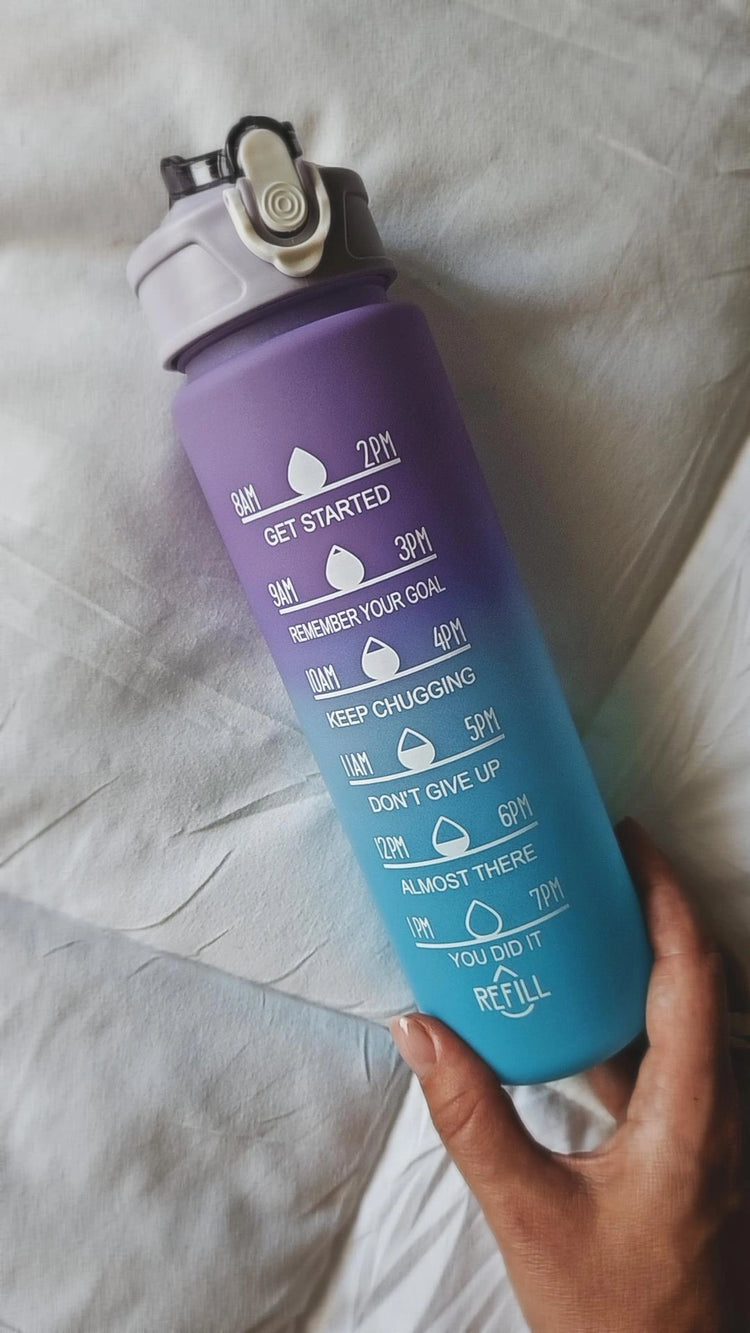 8AM 2PM
GET STARTED
9AM 3PM
REMEMBER YOUR GOAL
10AM 4PM
KEEP CHUGGING
11AM 5PM
DON'T GIVE UP
12PM 6PM
ALMOST THERE
1PM 7PM
YOU DID IT
REFILL